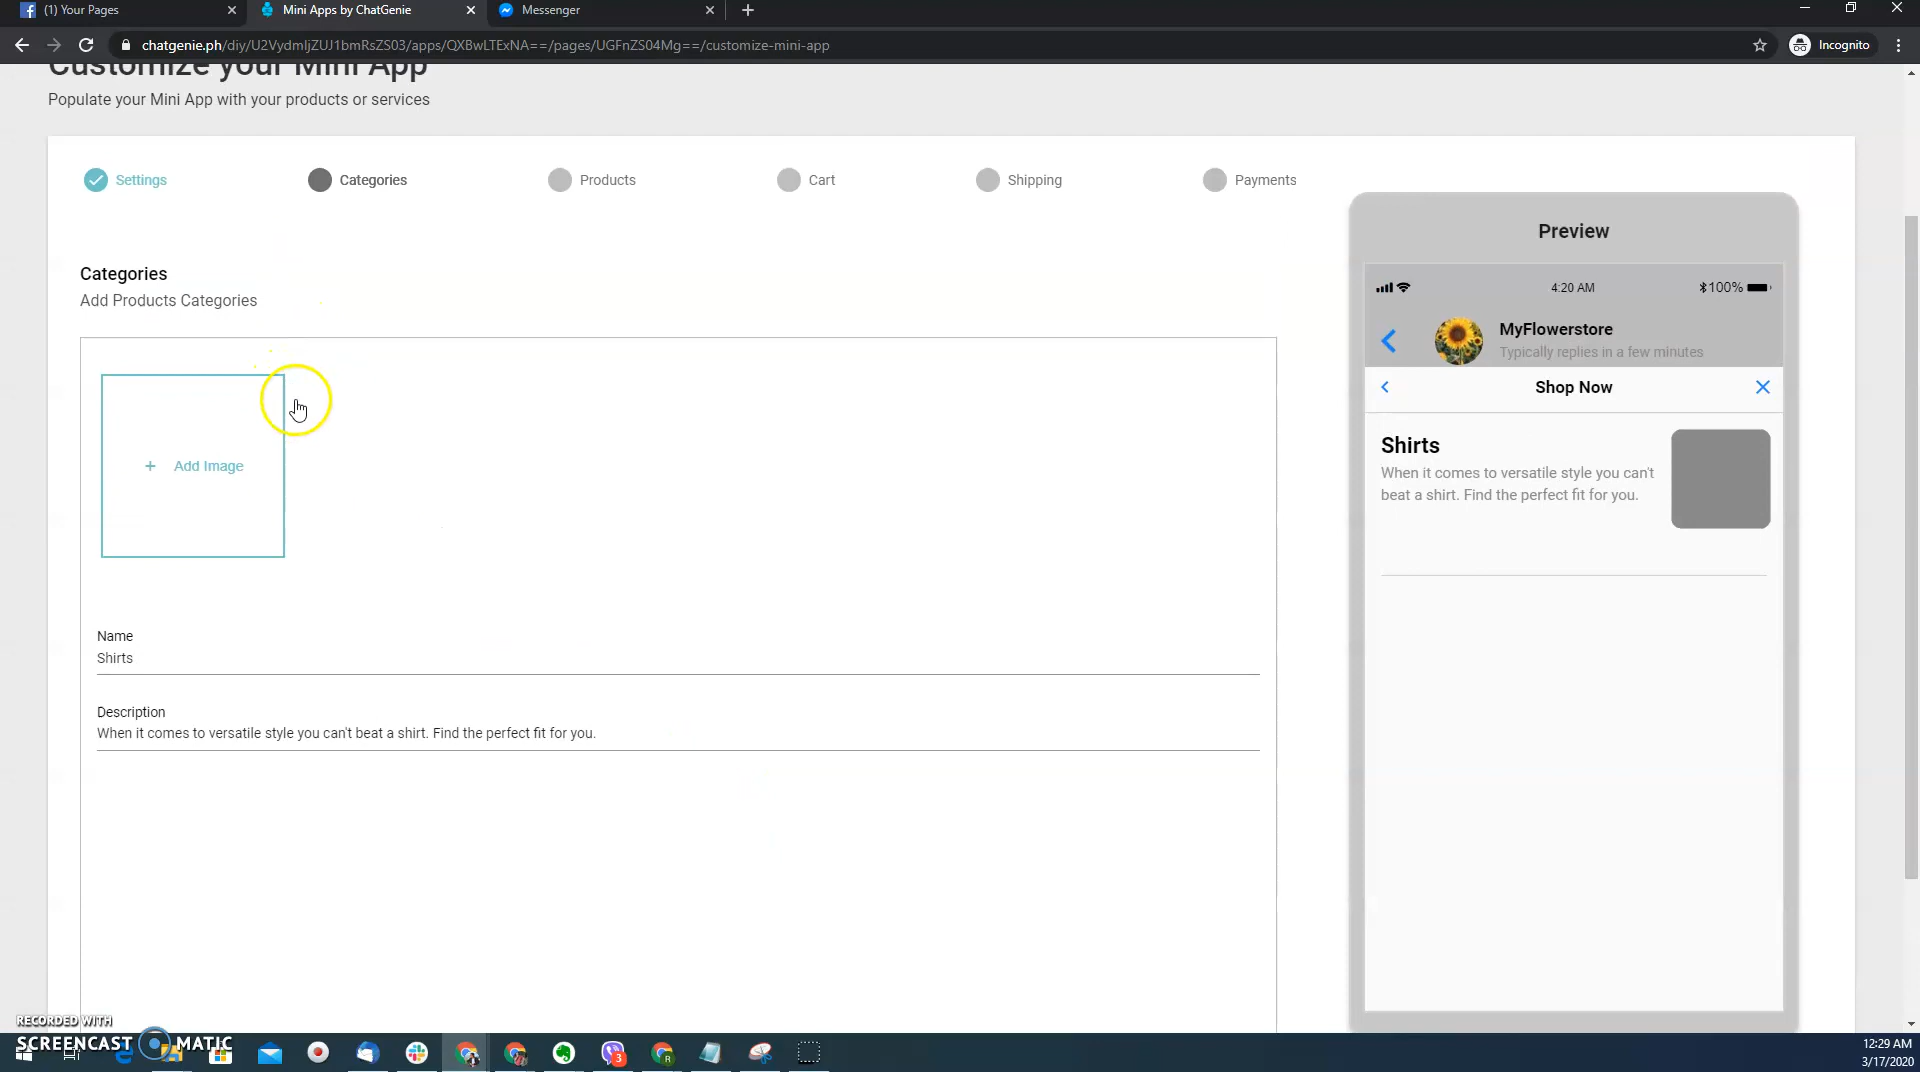 (1) Your Pages
Mini Apps by ChatGenie
Messenger
chatgenie.ph/diy/U2VydmljZUJ1bmRsZS03/apps/QXBwLTExNA==/pages/UGFnZS04Mg==/customize-mini-app
Incognito
Customize your Mini App
Populate your Mini App with your products or services
Settings
Categories
Products
Cart
Shipping
Payments
Categories
Add Products Categories
+ Add Image
Name
Shirts
Description
When it comes to versatile style you can't beat a shirt. Find the perfect fit for you.
Preview
4:20 AM
100%
MyFlowerstore
Typically replies in a few minutes
Shop Now
Shirts
When it comes to versatile style you can't
beat a shirt. Find the perfect fit for you.
RECORDED WITH
SCREENCAST MATIC
3
R
12:29 AM
3/17/2020